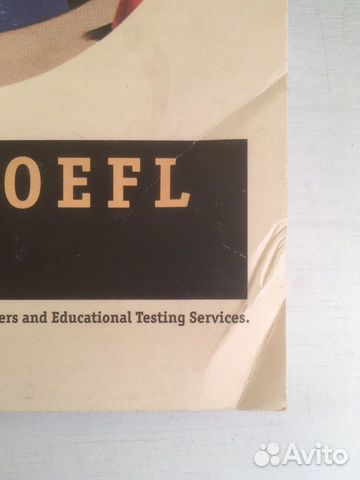 OEFL
ers and Educational Testing Services.
Avito